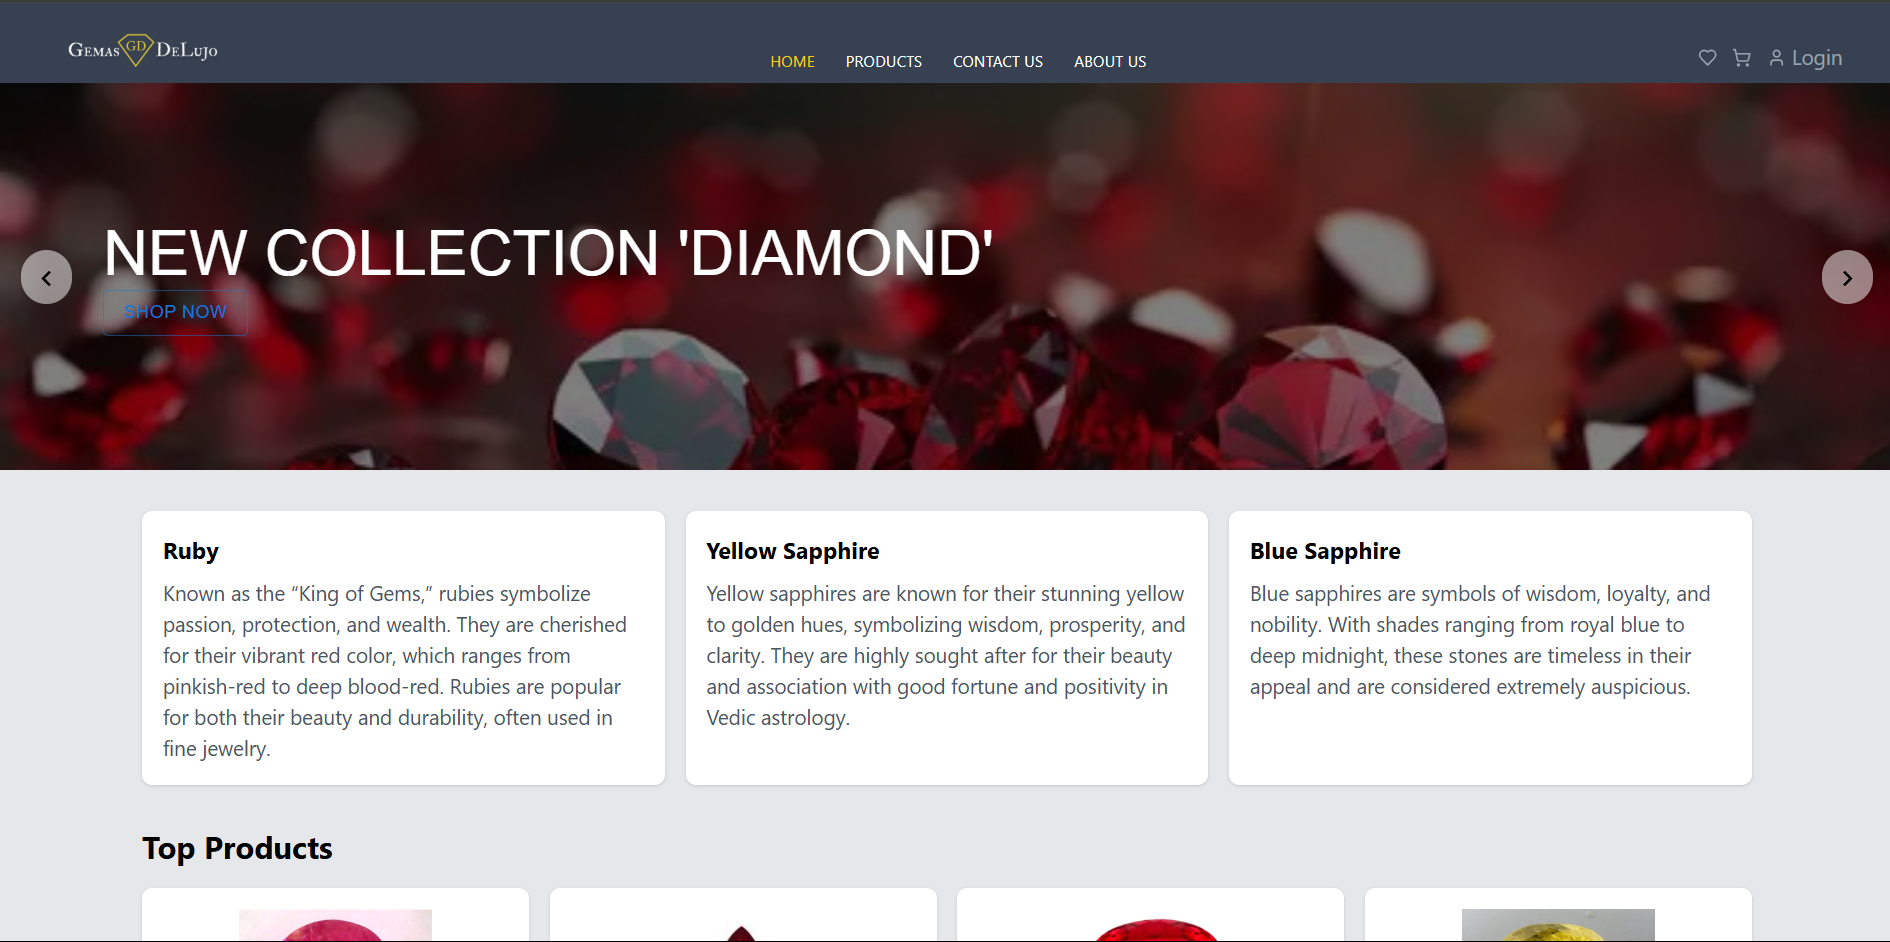 GEMAS GD DELUJO
HOME PRODUCTS CONTACT US ABOUT US
Login
NEW COLLECTION 'DIAMOND'
SHOP NOW
Ruby
Known as the “King of Gems,” rubies symbolize
passion, protection, and wealth. They are cherished
for their vibrant red color, which ranges from
pinkish-red to deep blood-red. Rubies are popular
for both their beauty and durability, often used in
fine jewelry.
Yellow Sapphire
Yellow sapphires are known for their stunning yellow
to golden hues, symbolizing wisdom, prosperity, and
clarity. They are highly sought after for their beauty
and association with good fortune and positivity in
Vedic astrology.
Blue Sapphire
Blue sapphires are symbols of wisdom, loyalty, and
nobility. With shades ranging from royal blue to
deep midnight, these stones are timeless in their
appeal and are considered extremely auspicious.
Top Products